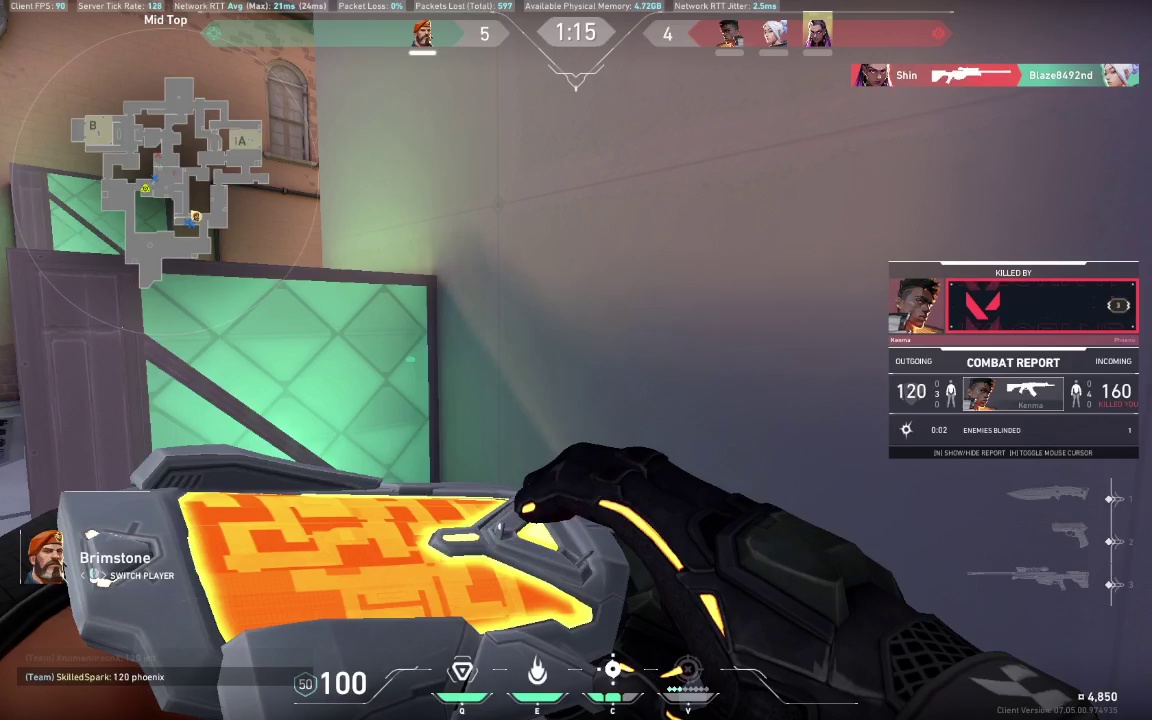 Client FPS: 90 Server Tick Rate: 128 Network RTT Avg (Max): 21ms (24ms) Packet Loss: 0% Packets Lost (Total): 597 Available Physical Memory: 4.72GB Network RTT Jitter: 2.5ms
Mid Top
5 1:15 4
Shin Blaze8492nd
B
A
KILLED BY
3
Kenma Phoenix
OUTGOING COMBAT REPORT INCOMING
120 0 3 0 Kenma 0 4 0 160
KILLED YOU
0:02 ENEMIES BLINDED 1
[N] SHOW/HIDE REPORT [H] TOGGLE MOUSE CURSOR
1
2
3
Brimstone
SWITCH PLAYER
(Team) SkilledSpark: 120 phoenix
50 100
Q E C V
4,850
Client Version: 07.05.00.974935